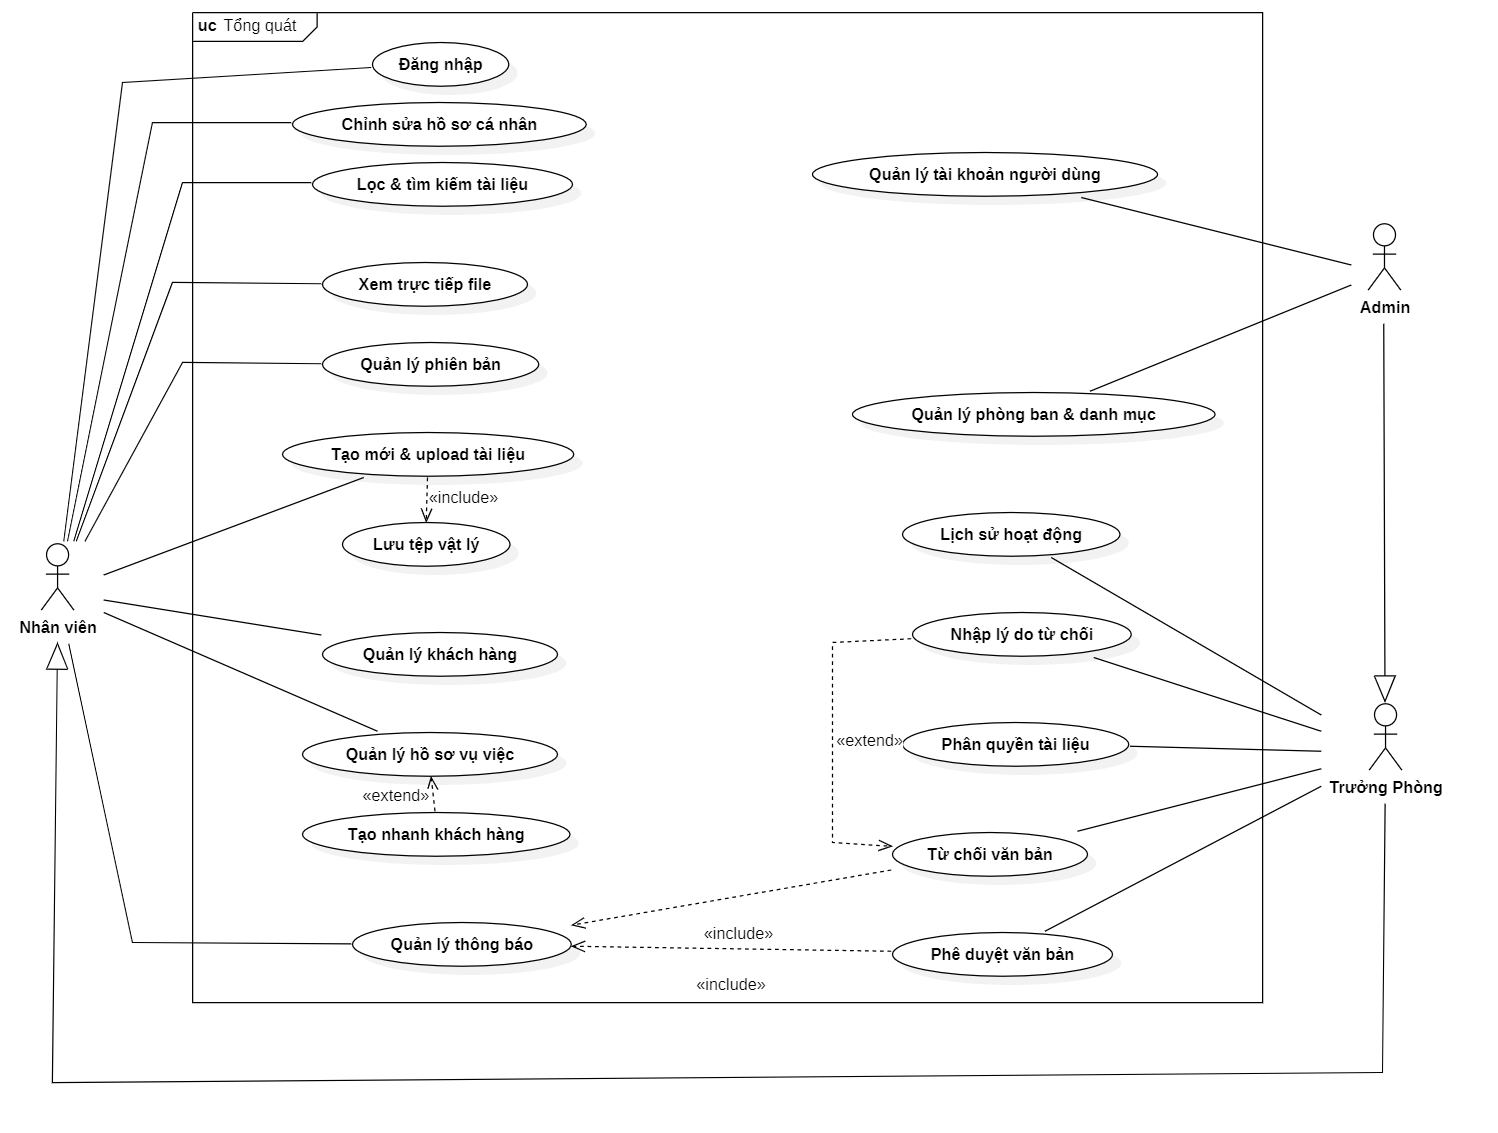 uc Tổng quát
Đăng nhập
Chỉnh sửa hồ sơ cá nhân
Lọc & tìm kiếm tài liệu
Quản lý tài khoản người dùng
Xem trực tiếp file
Admin
Quản lý phiên bản
Quản lý phòng ban & danh mục
Tạo mới & upload tài liệu
«include»
Lưu tệp vật lý
Lịch sử hoạt động
Nhân viên
Nhập lý do từ chối
Quản lý khách hàng
«extend»
Phân quyền tài liệu
Quản lý hồ sơ vụ việc
Trưởng Phòng
«extend»
Tạo nhanh khách hàng
Từ chối văn bản
«include»
Quản lý thông báo
Phê duyệt văn bản
«include»